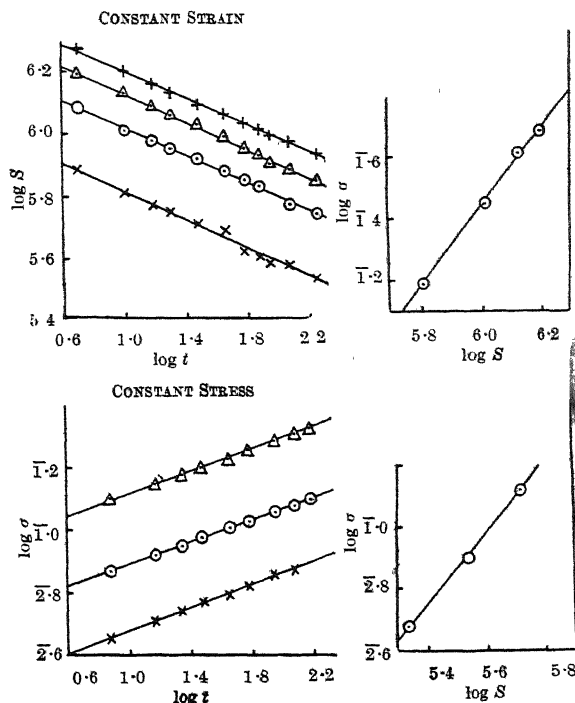 CONSTANT STRAIN
6·2
6·0
5·8
5·6
5 4
log S
0·6 1·0 1·4 1·8 2 2
log t
1̅·6
1̅·4
1̅·2
log σ
5·8 6·0 6·2
log S
CONSTANT STRESS
1̅·2
1̅·0
2̅·8
2̅·6
log σ
0·6 1·0 1·4 1·8 2·2
log t
1̅·0
2̅·8
2̅·6
log σ
5·4 5·6 5·8
log S